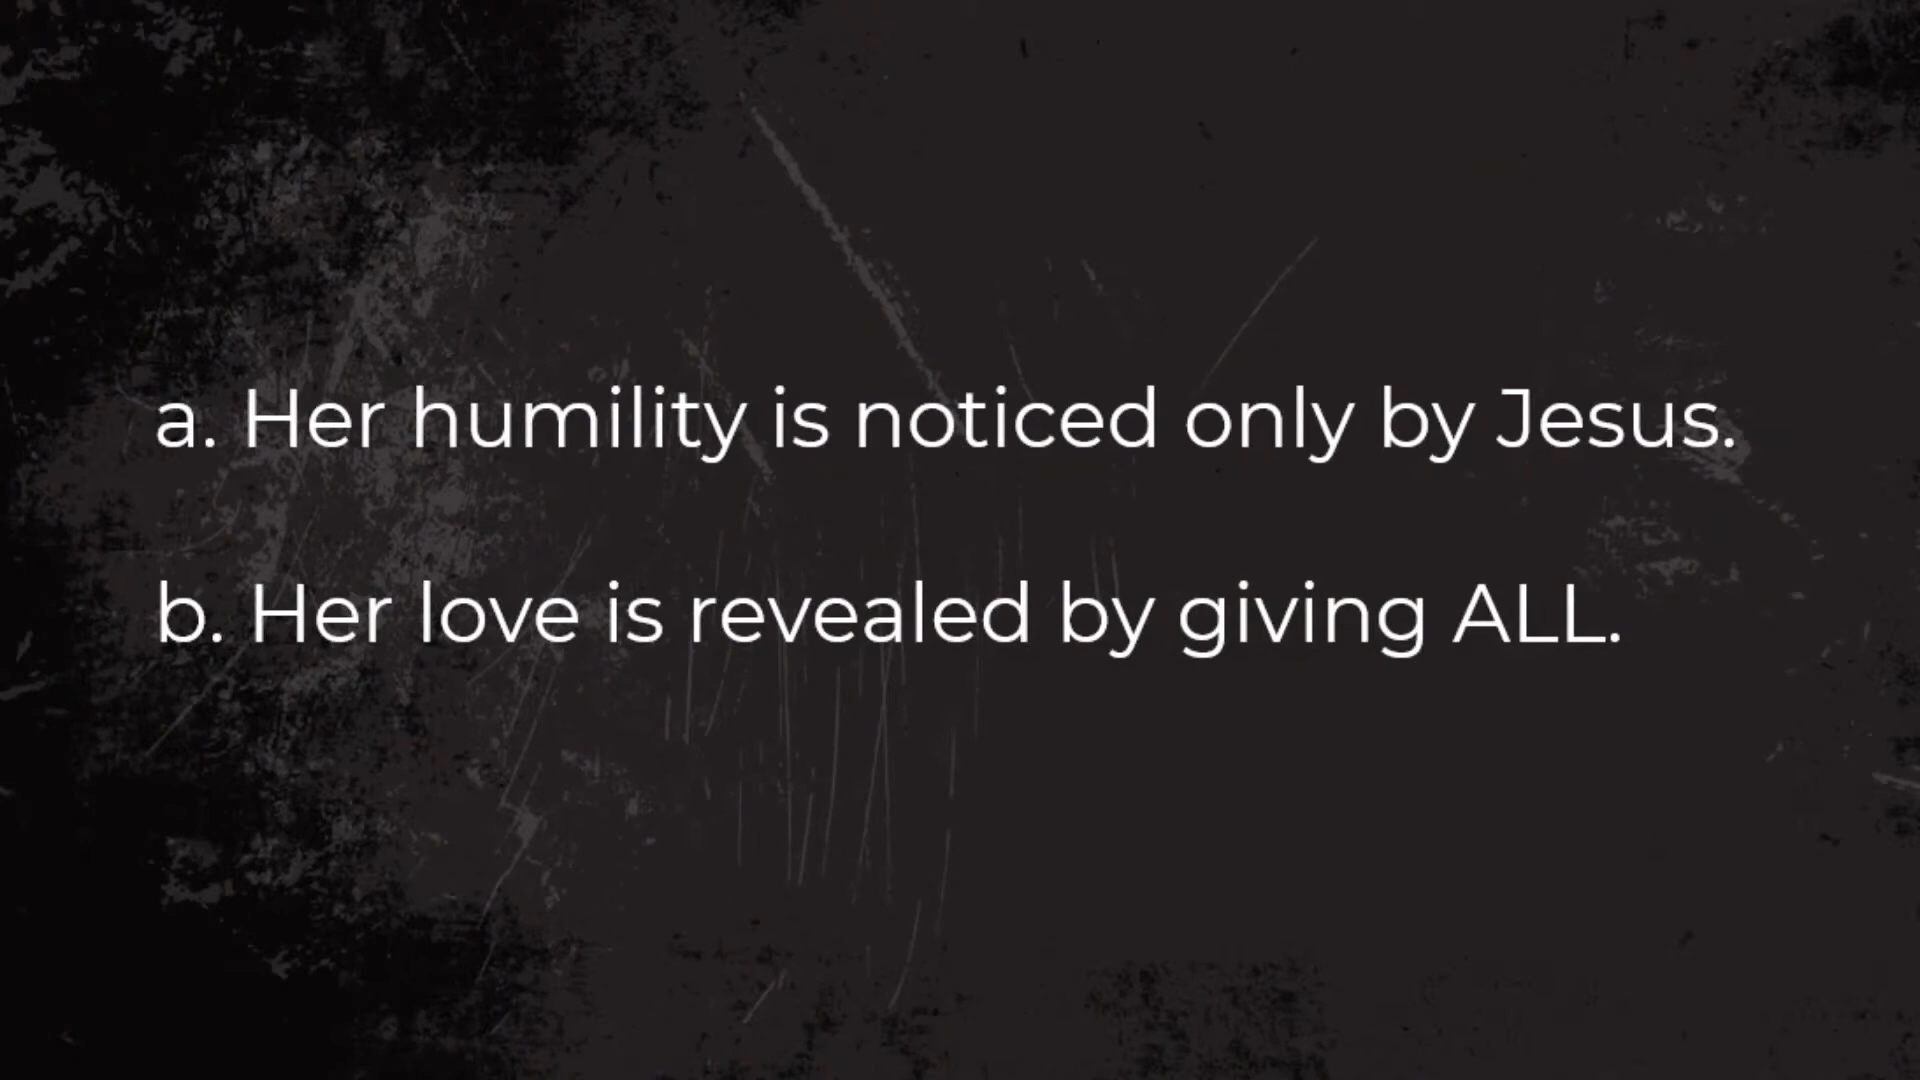 a. Her humility is noticed only by Jesus.
b. Her love is revealed by giving ALL.